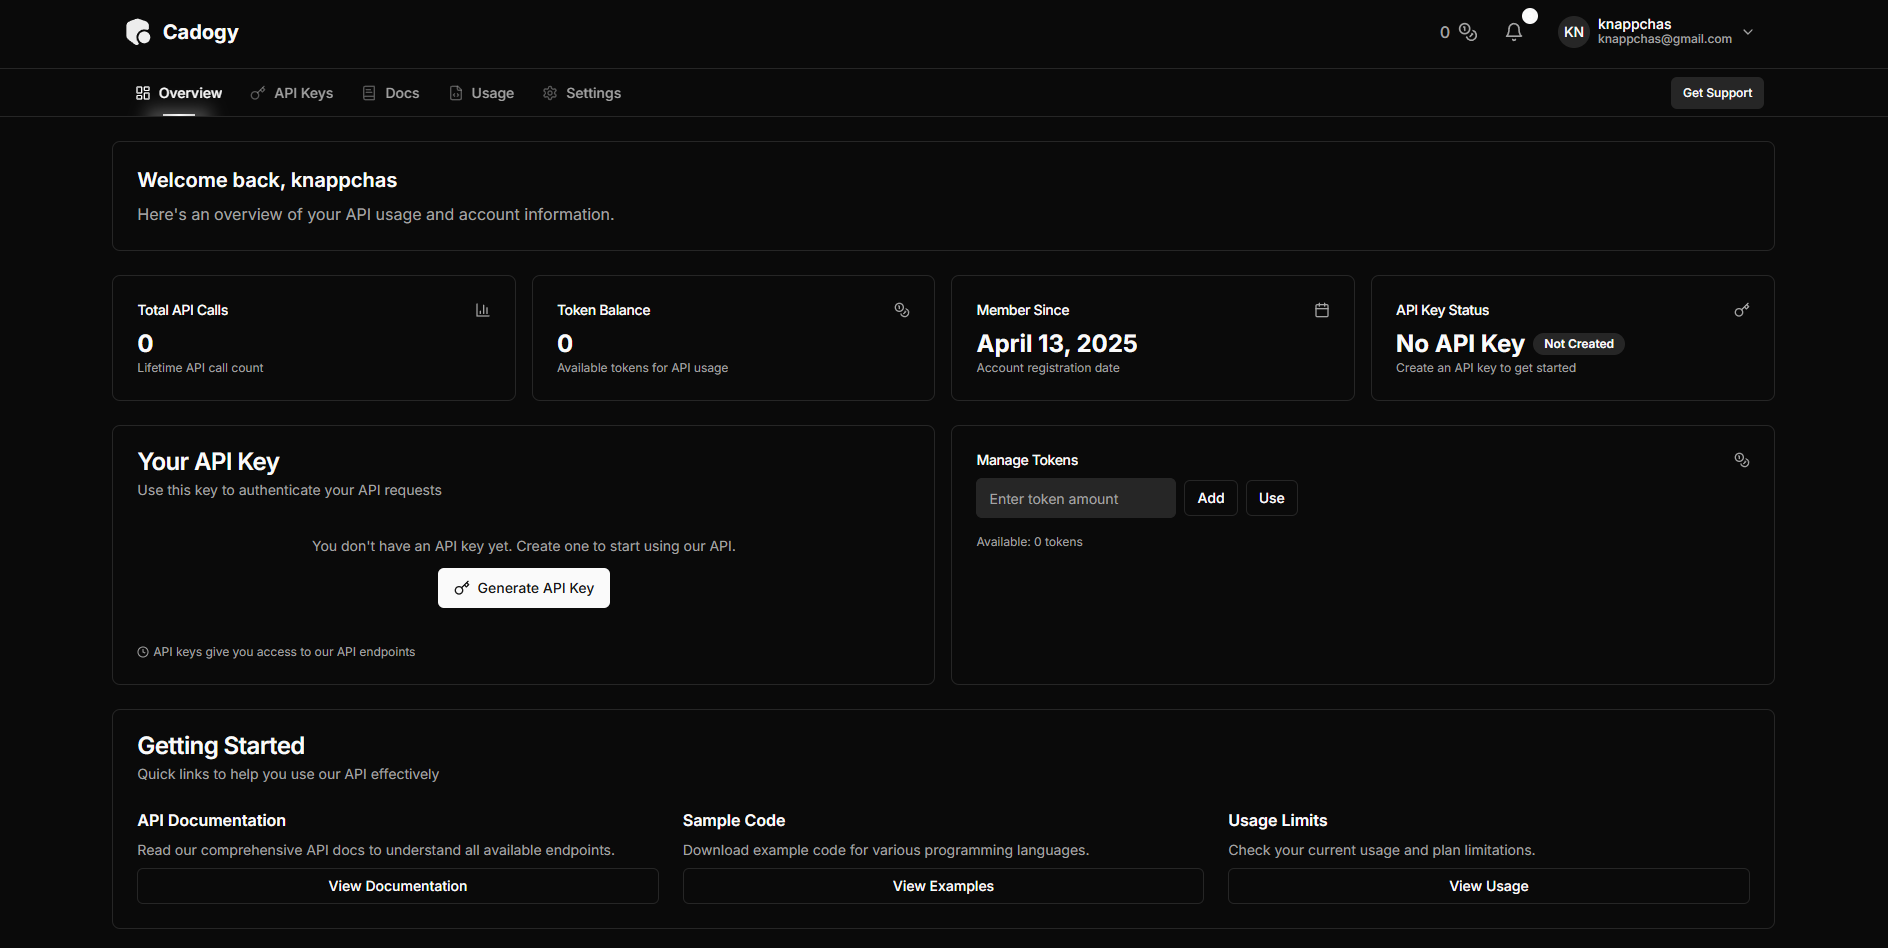 Cadogy
0
KN
knappchas
knappchas@gmail.com
Overview
API Keys
Docs
Usage
Settings
Get Support
Welcome back, knappchas
Here's an overview of your API usage and account information.
Total API Calls
0
Lifetime API call count
Token Balance
0
Available tokens for API usage
Member Since
April 13, 2025
Account registration date
API Key Status
No API Key
Not Created
Create an API key to get started
Your API Key
Use this key to authenticate your API requests
You don't have an API key yet. Create one to start using our API.
Generate API Key
API keys give you access to our API endpoints
Manage Tokens
Enter token amount
Add
Use
Available: 0 tokens
Getting Started
Quick links to help you use our API effectively
API Documentation
Read our comprehensive API docs to understand all available endpoints.
View Documentation
Sample Code
Download example code for various programming languages.
View Examples
Usage Limits
Check your current usage and plan limitations.
View Usage